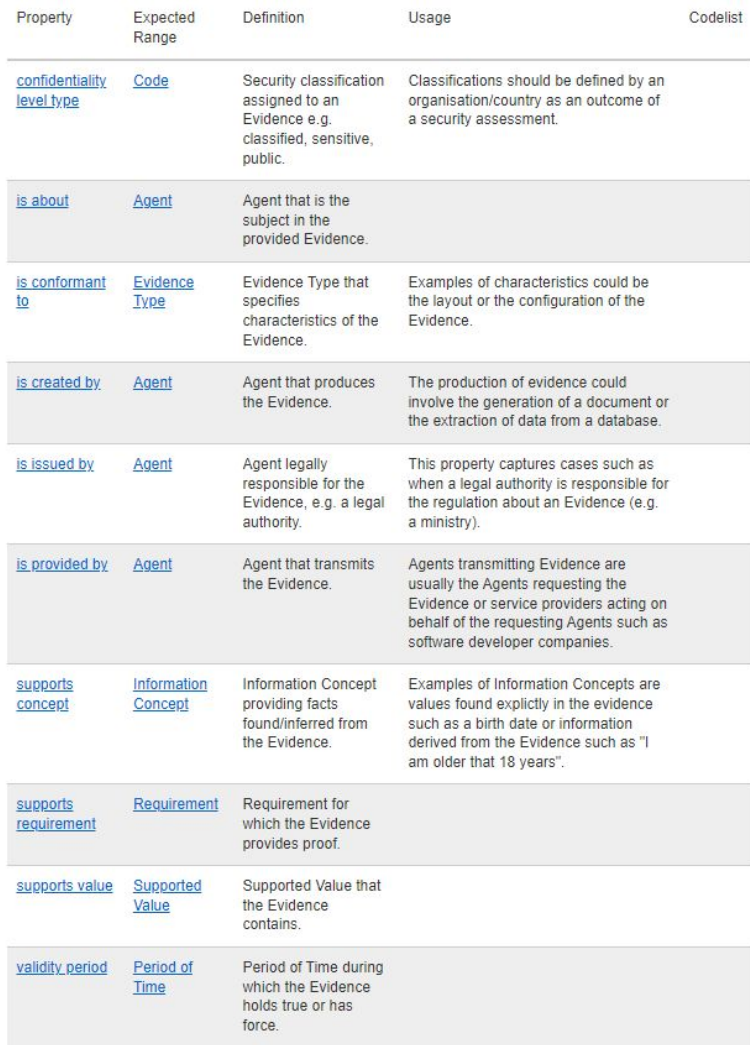 Property Expected Range Definition Usage Codelist
confidentiality level type
Code
Security classification
assigned to an
Evidence e.g.
classified, sensitive,
public.
Classifications should be defined by an
organisation/country as an outcome of
a security assessment.
is about
Agent
Agent that is the
subject in the
provided Evidence.
is conformant
to
Evidence
Type
Evidence Type that
specifies
characteristics of the
Evidence.
Examples of characteristics could be
the layout or the configuration of the
Evidence.
is created by
Agent
Agent that produces
the Evidence.
The production of evidence could
involve the generation of a document or
the extraction of data from a database.
is issued by
Agent
Agent legally
responsible for the
Evidence, e.g. a legal
authority.
This property captures cases such as
when a legal authority is responsible for
the regulation about an Evidence (e.g.
a ministry).
is provided by
Agent
Agent that transmits
the Evidence.
Agents transmitting Evidence are
usually the Agents requesting the
Evidence or service providers acting on
behalf of the requesting Agents such as
software developer companies.
supports
concept
Information
Concept
Information Concept
providing facts
found/inferred from
the Evidence.
Examples of Information Concepts are
values found explictly in the evidence
such as a birth date or information
derived from the Evidence such as "I
am older that 18 years".
supports
requirement
Requirement
Requirement for
which the Evidence
provides proof.
supports value
Supported
Value
Supported Value that
the Evidence
contains.
validity period
Period of
Time
Period of Time during
which the Evidence
holds true or has
force.